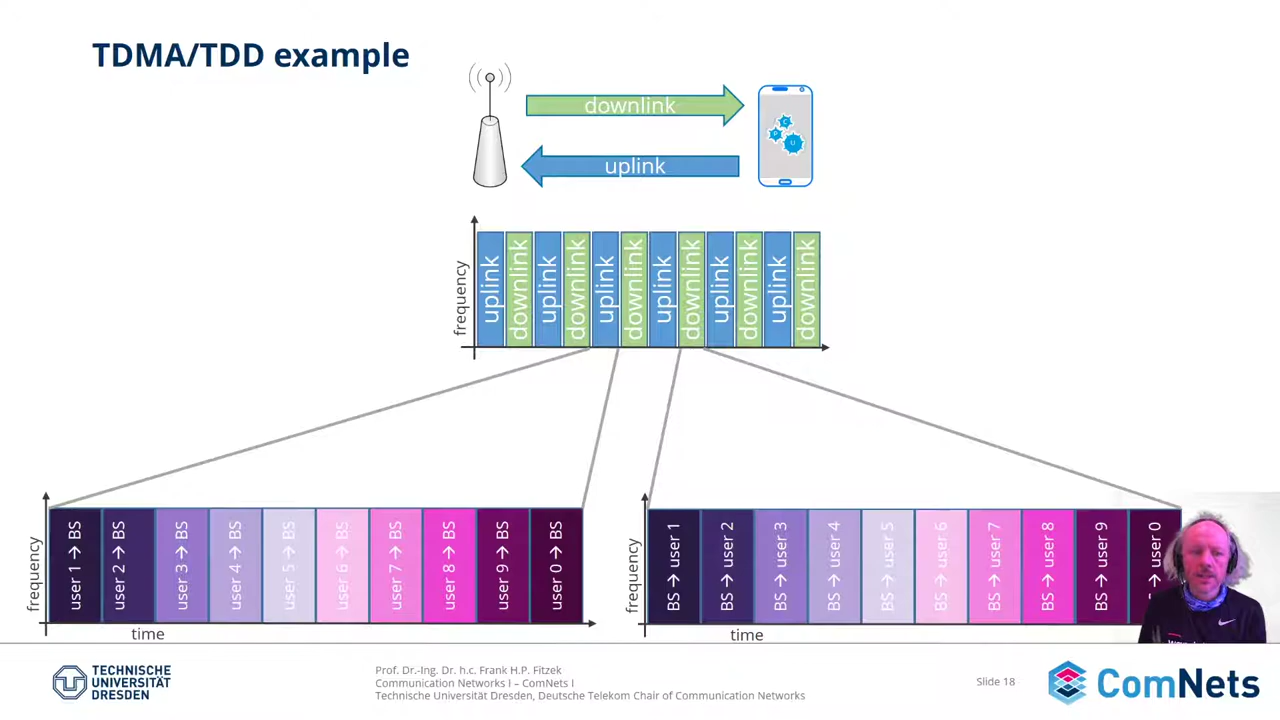 TDMA/TDD example
downlink
uplink
C
P
U
frequency
uplink
downlink
uplink
downlink
uplink
downlink
uplink
downlink
uplink
downlink
uplink
downlink
frequency
user 1 → BS
user 2 → BS
user 3 → BS
user 4 → BS
user 5 → BS
user 6 → BS
user 7 → BS
user 8 → BS
user 9 → BS
user 0 → BS
time
frequency
BS → user 1
BS → user 2
BS → user 3
BS → user 4
BS → user 5
BS → user 6
BS → user 7
BS → user 8
BS → user 9
→ user 0
time
TECHNISCHE
UNIVERSITÄT
DRESDEN
Prof. Dr.-Ing. Dr. h.c. Frank H.P. Fitzek
Communication Networks I – ComNets I
Technische Universität Dresden, Deutsche Telekom Chair of Communication Networks
Slide 18
ComNets